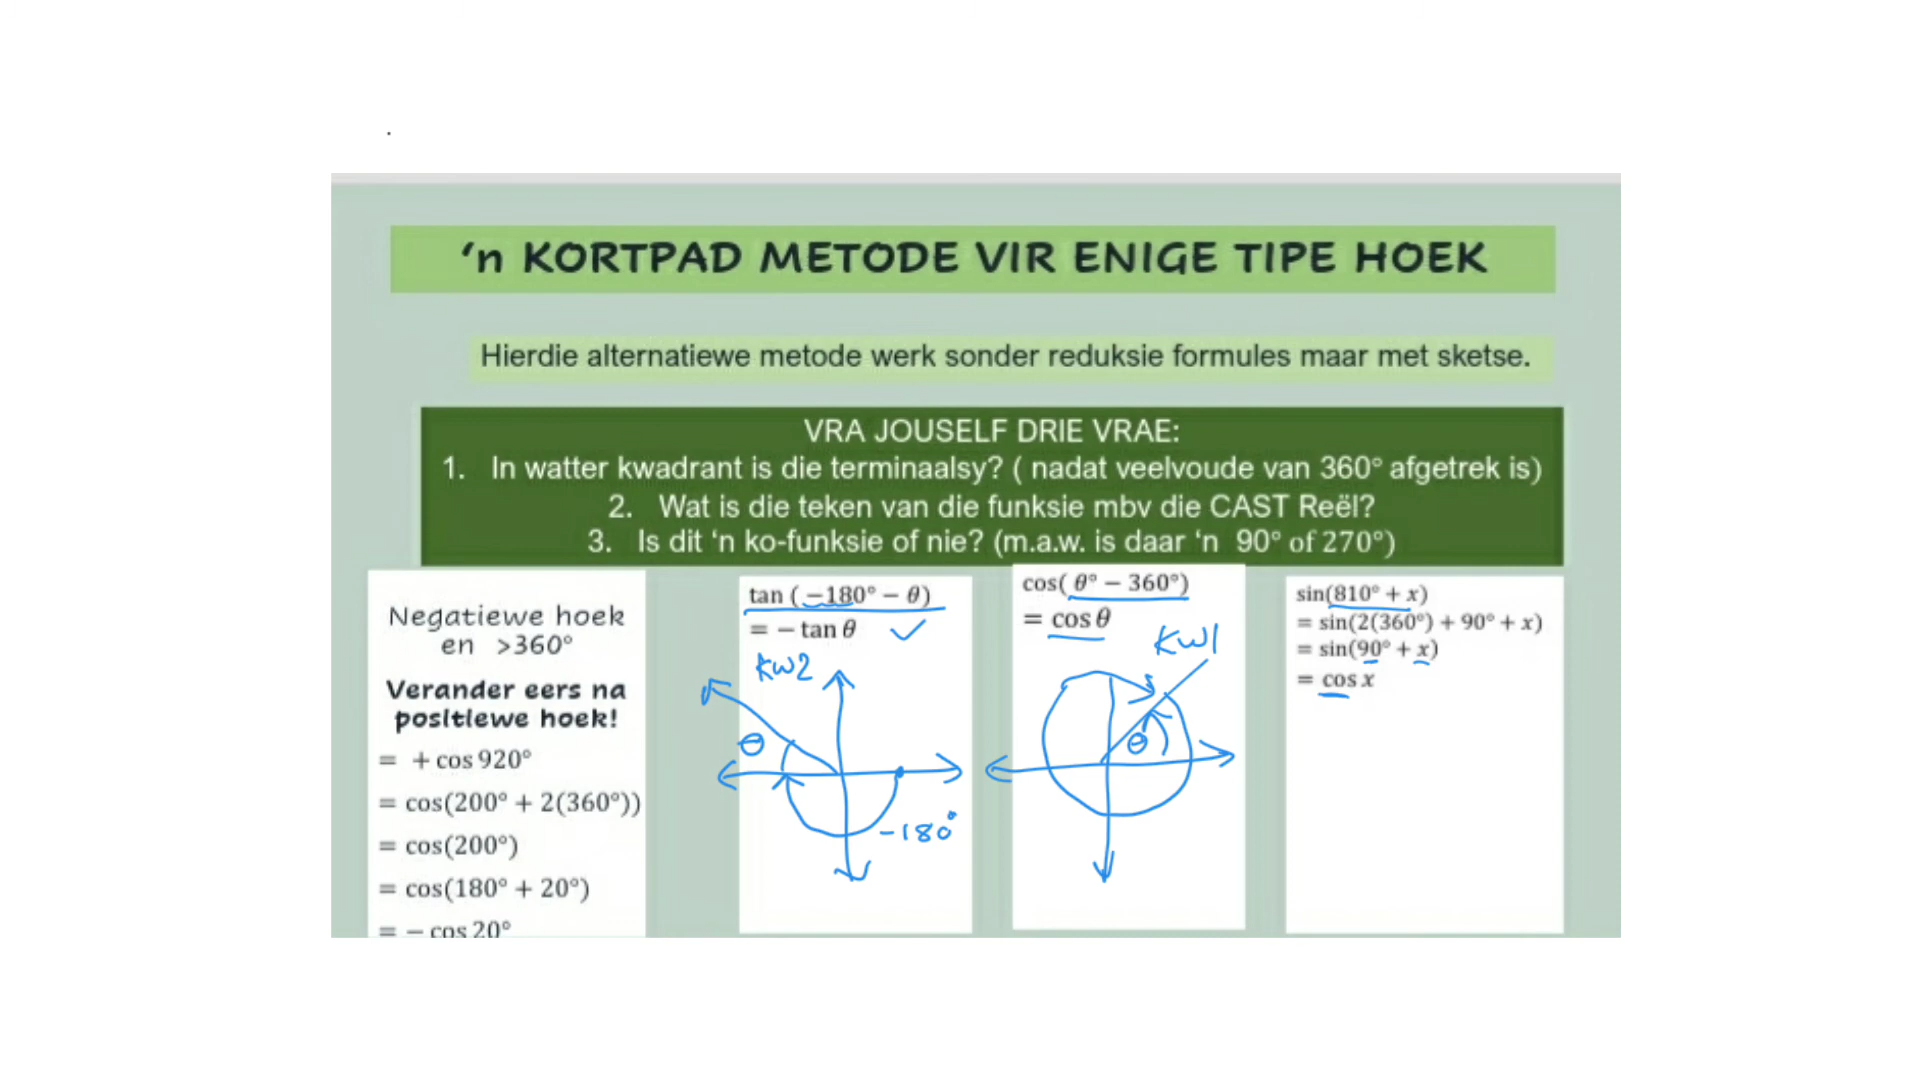 ‘n KORTPAD METODE VIR ENIGE TIPE HOEK
Hierdie alternatiewe metode werk sonder reduksie formules maar met sketse.
VRA JOUSELF DRIE VRAE:
1. In watter kwadrant is die terminaalsy? ( nadat veelvoude van 360° afgetrek is)
2. Wat is die teken van die funksie mbv die CAST Reël?
3. Is dit ‘n ko-funksie of nie? (m.a.w. is daar ‘n 90° of 270°)
Negatiewe hoek
en >360°
Verander eers na
positiewe hoek!
= + cos 920°
= cos(200° + 2(360°))
= cos(200°)
= cos(180° + 20°)
= − cos 20°
tan (−180° − θ)
= − tan θ
kw2
θ
-180°
cos( θ° − 360°)
= cos θ
KW1
θ
sin(810° + x)
= sin(2(360°) + 90° + x)
= sin(90° + x)
= cos x